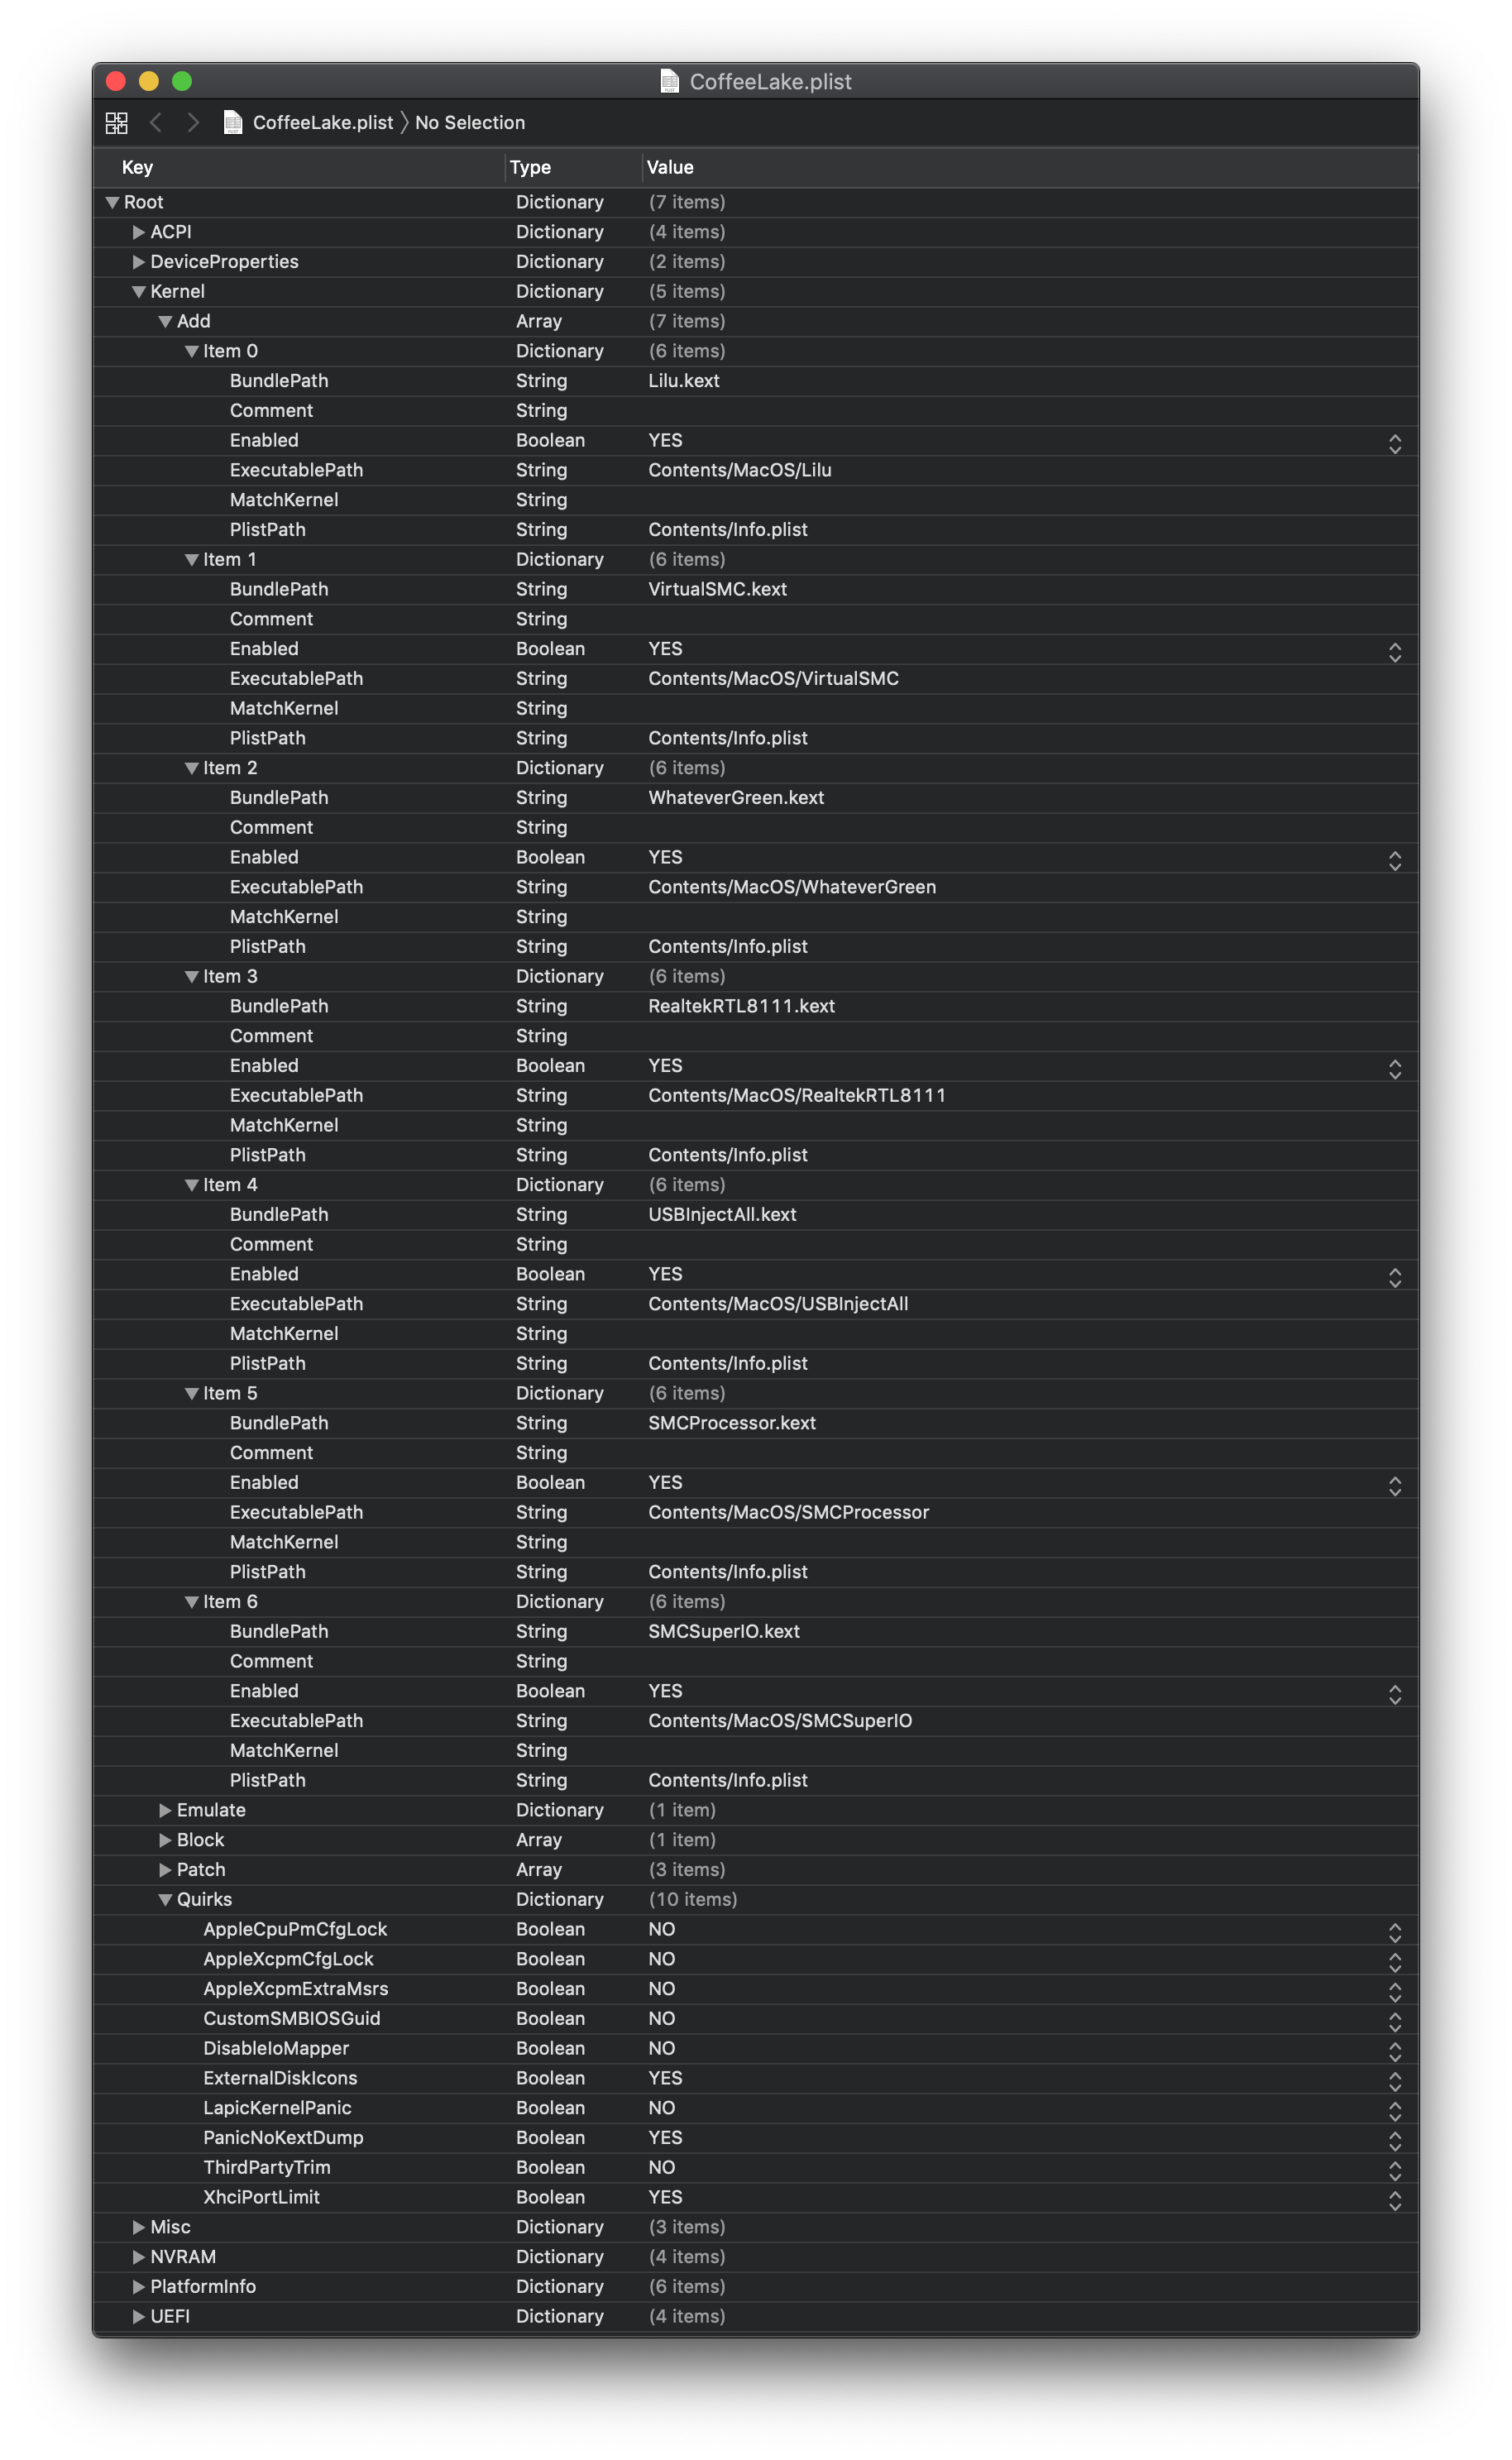 CoffeeLake.plist
CoffeeLake.plist No Selection
Key Type Value
Root Dictionary (7 items)
ACPI Dictionary (4 items)
DeviceProperties Dictionary (2 items)
Kernel Dictionary (5 items)
Add Array (7 items)
Item 0 Dictionary (6 items)
BundlePath String Lilu.kext
Comment String
Enabled Boolean YES
ExecutablePath String Contents/MacOS/Lilu
MatchKernel String
PlistPath String Contents/Info.plist
Item 1 Dictionary (6 items)
BundlePath String VirtualSMC.kext
Comment String
Enabled Boolean YES
ExecutablePath String Contents/MacOS/VirtualSMC
MatchKernel String
PlistPath String Contents/Info.plist
Item 2 Dictionary (6 items)
BundlePath String WhateverGreen.kext
Comment String
Enabled Boolean YES
ExecutablePath String Contents/MacOS/WhateverGreen
MatchKernel String
PlistPath String Contents/Info.plist
Item 3 Dictionary (6 items)
BundlePath String RealtekRTL8111.kext
Comment String
Enabled Boolean YES
ExecutablePath String Contents/MacOS/RealtekRTL8111
MatchKernel String
PlistPath String Contents/Info.plist
Item 4 Dictionary (6 items)
BundlePath String USBInjectAll.kext
Comment String
Enabled Boolean YES
ExecutablePath String Contents/MacOS/USBInjectAll
MatchKernel String
PlistPath String Contents/Info.plist
Item 5 Dictionary (6 items)
BundlePath String SMCProcessor.kext
Comment String
Enabled Boolean YES
ExecutablePath String Contents/MacOS/SMCProcessor
MatchKernel String
PlistPath String Contents/Info.plist
Item 6 Dictionary (6 items)
BundlePath String SMCSuperIO.kext
Comment String
Enabled Boolean YES
ExecutablePath String Contents/MacOS/SMCSuperIO
MatchKernel String
PlistPath String Contents/Info.plist
Emulate Dictionary (1 item)
Block Array (1 item)
Patch Array (3 items)
Quirks Dictionary (10 items)
AppleCpuPmCfgLock Boolean NO
AppleXcpmCfgLock Boolean NO
AppleXcpmExtraMsrs Boolean NO
CustomSMBIOSGuid Boolean NO
DisableIoMapper Boolean NO
ExternalDiskIcons Boolean YES
LapicKernelPanic Boolean NO
PanicNoKextDump Boolean YES
ThirdPartyTrim Boolean NO
XhciPortLimit Boolean YES
Misc Dictionary (3 items)
NVRAM Dictionary (4 items)
PlatformInfo Dictionary (6 items)
UEFI Dictionary (4 items)